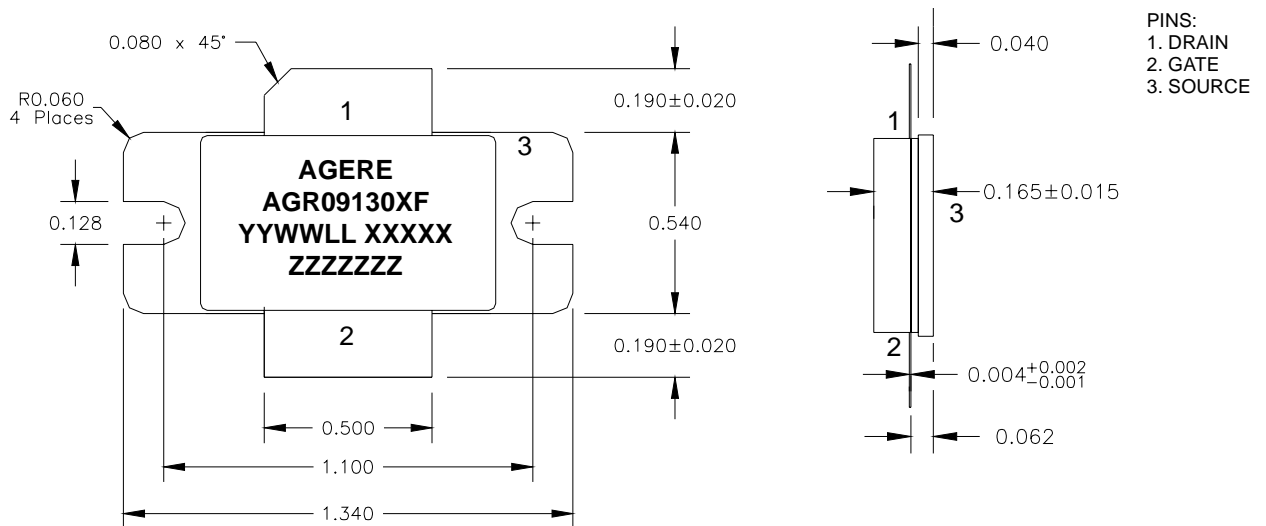 0.080 x 45°
R0.060
4 Places
1
3
AGERE
AGR09130XF
YYWWLL XXXXX
ZZZZZZZ
2
0.128
0.190±0.020
0.540
0.190±0.020
0.500
1.100
1.340
0.040
1
0.165±0.015
3
2
0.004+0.002
-0.001
0.062
PINS:
1. DRAIN
2. GATE
3. SOURCE